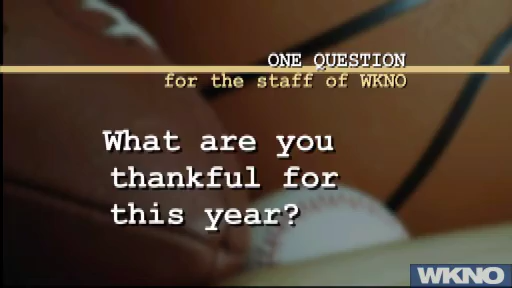 ONE QUESTION
for the staff of WKNO
What are you
thankful for
this year?
WKNO